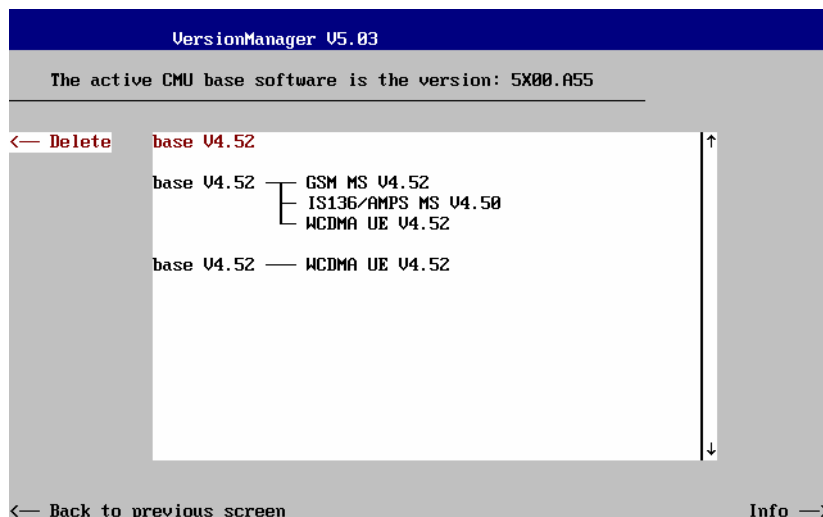 VersionManager V5.03
The active CMU base software is the version: 5X00.A55
<— Delete base V4.52
base V4.52 GSM MS V4.52
IS136/AMPS MS V4.50
WCDMA UE V4.52
base V4.52 —— WCDMA UE V4.52
<— Back to previous screen Info —>